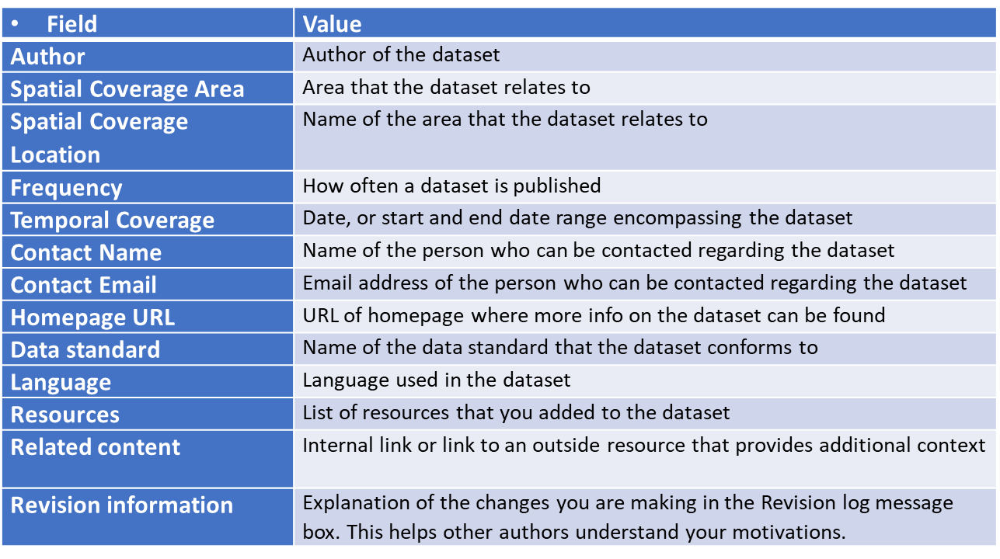 • Field Value
Author Author of the dataset
Spatial Coverage Area Area that the dataset relates to
Spatial Coverage Name of the area that the dataset relates to
Location
Frequency How often a dataset is published
Temporal Coverage Date, or start and end date range encompassing the dataset
Contact Name Name of the person who can be contacted regarding the dataset
Contact Email Email address of the person who can be contacted regarding the dataset
Homepage URL URL of homepage where more info on the dataset can be found
Data standard Name of the data standard that the dataset conforms to
Language Language used in the dataset
Resources List of resources that you added to the dataset
Related content Internal link or link to an outside resource that provides additional context
Revision information Explanation of the changes you are making in the Revision log message
box. This helps other authors understand your motivations.